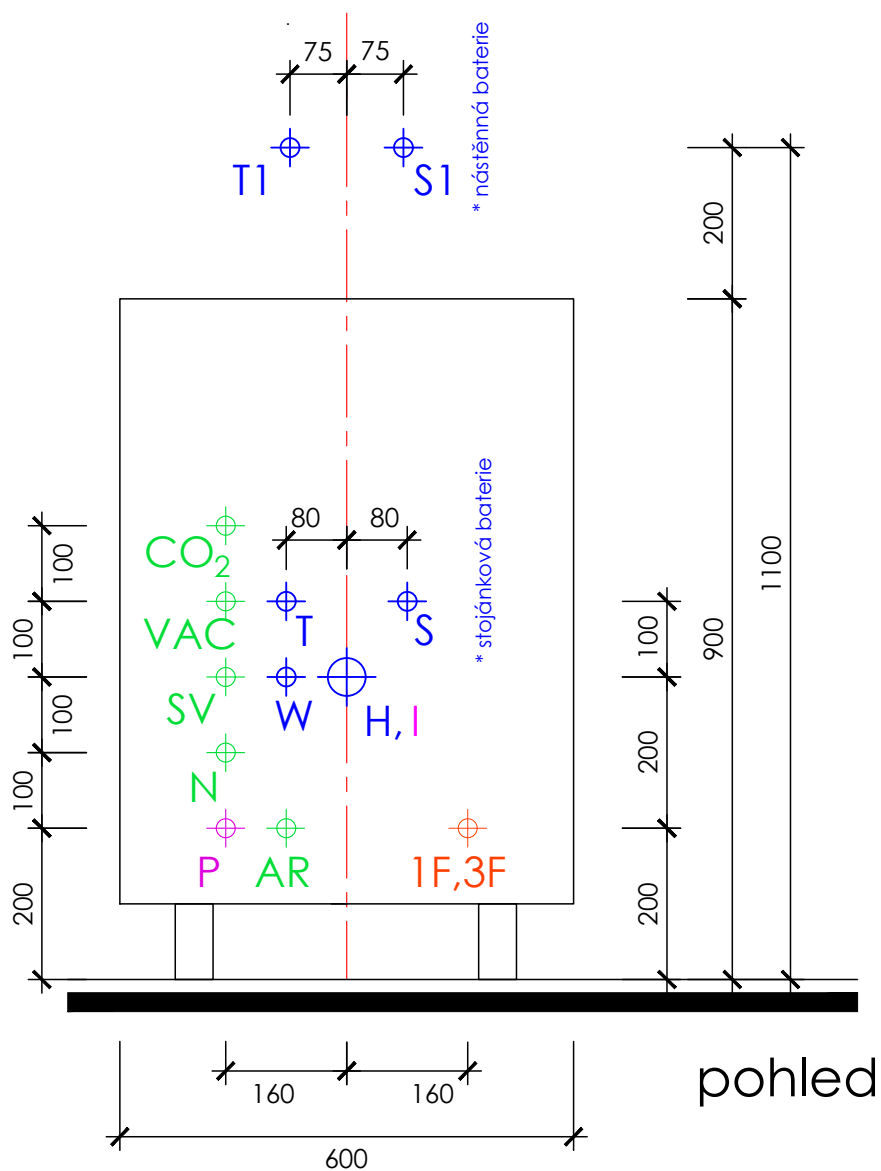 75 75
* nástěnná baterie
T1 S1
200
1100
900
* stojánková baterie
80 80
CO₂
100
T S
VAC
100
100
W H, I
SV
100
200
N
100
P AR 1F,3F
200
200
160 160
pohled
600